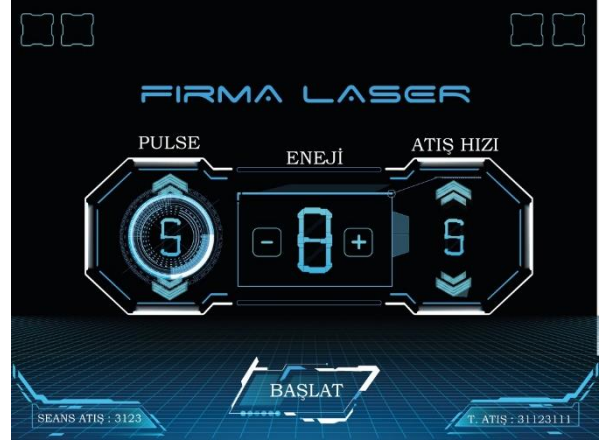 FIRMA LASER
PULSE
ENEJİ
ATIŞ HIZI
5
-
8
+
5
BAŞLAT
SEANS ATIŞ : 3123
T. ATIŞ : 31123111